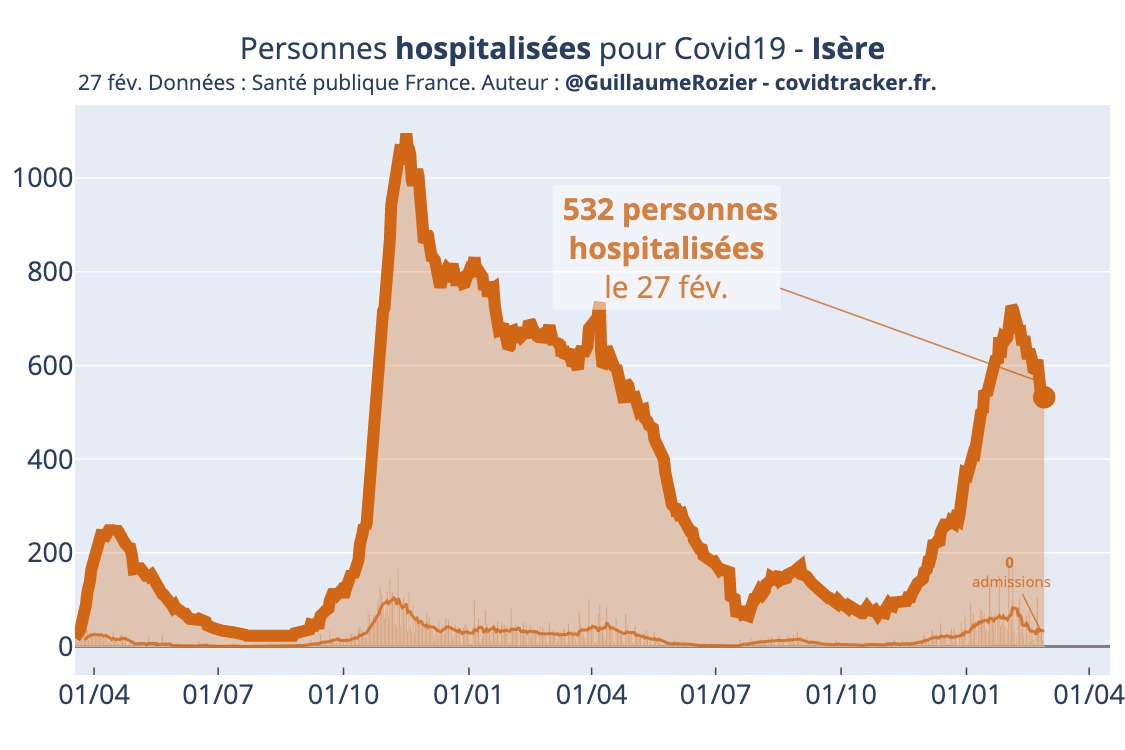 Personnes hospitalisées pour Covid19 - Isère
27 fév. Données : Santé publique France. Auteur : @GuillaumeRozier - covidtracker.fr.
1000
800
600
400
200
0
532 personnes
hospitalisées
le 27 fév.
0
admissions
01/04
01/07
01/10
01/01
01/04
01/07
01/10
01/01
01/04